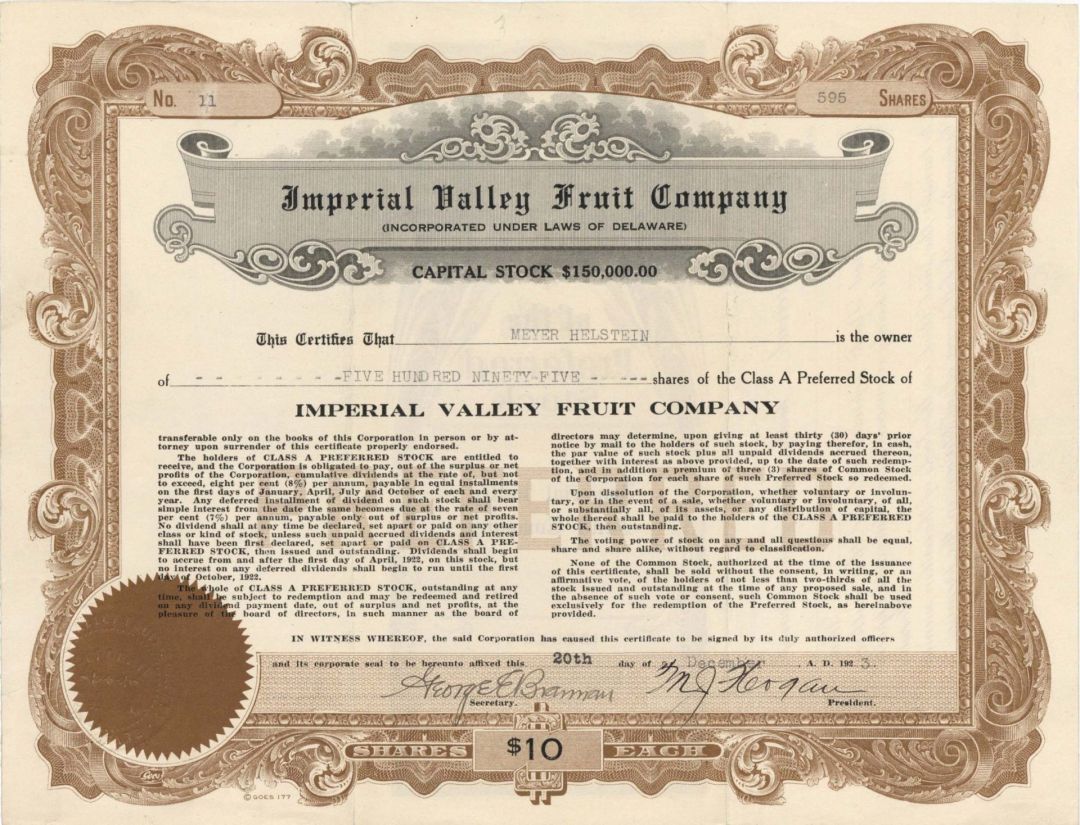 No. 11
595 SHARES
Imperial Valley Fruit Company
(INCORPORATED UNDER LAWS OF DELAWARE)
CAPITAL STOCK $150,000.00
This Certifies That MEYER HELSTEIN is the owner
of - - - - - - - - -FIVE HUNDRED NINETY-FIVE - - - - - shares of the Class A Preferred Stock of
IMPERIAL VALLEY FRUIT COMPANY
transferable only on the books of this Corporation in person or by at-
torney upon surrender of this certificate properly endorsed.
The holders of CLASS A PREFERRED STOCK are entitled to
receive, and the Corporation is obligated to pay, out of the surplus or net
profits of the Corporation, cumulative dividends at the rate of, but not
to exceed, eight per cent (8%) per annum, payable in equal installments
on the first days of January, April, July and October of each and every
year. Any deferred installment of dividend on such stock shall bear
simple interest from the date the same becomes due at the rate of seven
per cent (7%) per annum, payable only out of surplus or net profits.
No dividend shall at any time be declared, set apart or paid on any other
class or kind of stock, unless such unpaid accrued dividends and interest
shall have been first declared, set apart or paid on CLASS A PRE-
FERRED STOCK, then issued and outstanding. Dividends shall begin
to accrue from and after the first day of April, 1922, on this stock, but
no interest on any deferred dividends shall begin to run until the first
day of October, 1922.
The whole of CLASS A PREFERRED STOCK, outstanding at any
time, shall be subject to redemption and may be redeemed and retired
on any dividend payment date, out of surplus and net profits, at the
pleasure of the board of directors, in such manner as the board of
directors may determine, upon giving at least thirty (30) days' prior
notice by mail to the holders of such stock, by paying therefor, in cash,
the par value of such stock plus all unpaid dividends accrued thereon,
together with interest as above provided, up to the date of such redemp-
tion, and in addition a premium of three (3) shares of Common Stock
of the Corporation for each share of such Preferred Stock so redeemed.
Upon dissolution of the Corporation, whether voluntary or involun-
tary, or in the event of a sale, whether voluntary or involuntary, of all,
or substantially all, of its assets, or any distribution of capital, the
whole thereof shall be paid to the holders of the CLASS A PREFERRED
STOCK, then outstanding.
The voting power of stock on any and all questions shall be equal,
share and share alike, without regard to classification.
None of the Common Stock, authorized at the time of the issuance
of this certificate, shall be sold without the consent, in writing, or an
affirmative vote, of the holders of not less than two-thirds of all the
stock issued and outstanding at the time of any proposed sale, and in
the absence of such vote or consent, such Common Stock shall be used
exclusively for the redemption of the Preferred Stock, as hereinabove
provided.
IN WITNESS WHEREOF, the said Corporation has caused this certificate to be signed by its duly authorized officers
and its corporate seal to be hereunto affixed this 20th day of December, A. D. 1923.
George E Brannan
M J Hogan
Secretary.
President.
SHARES $10 EACH
Goes
© GOES 177